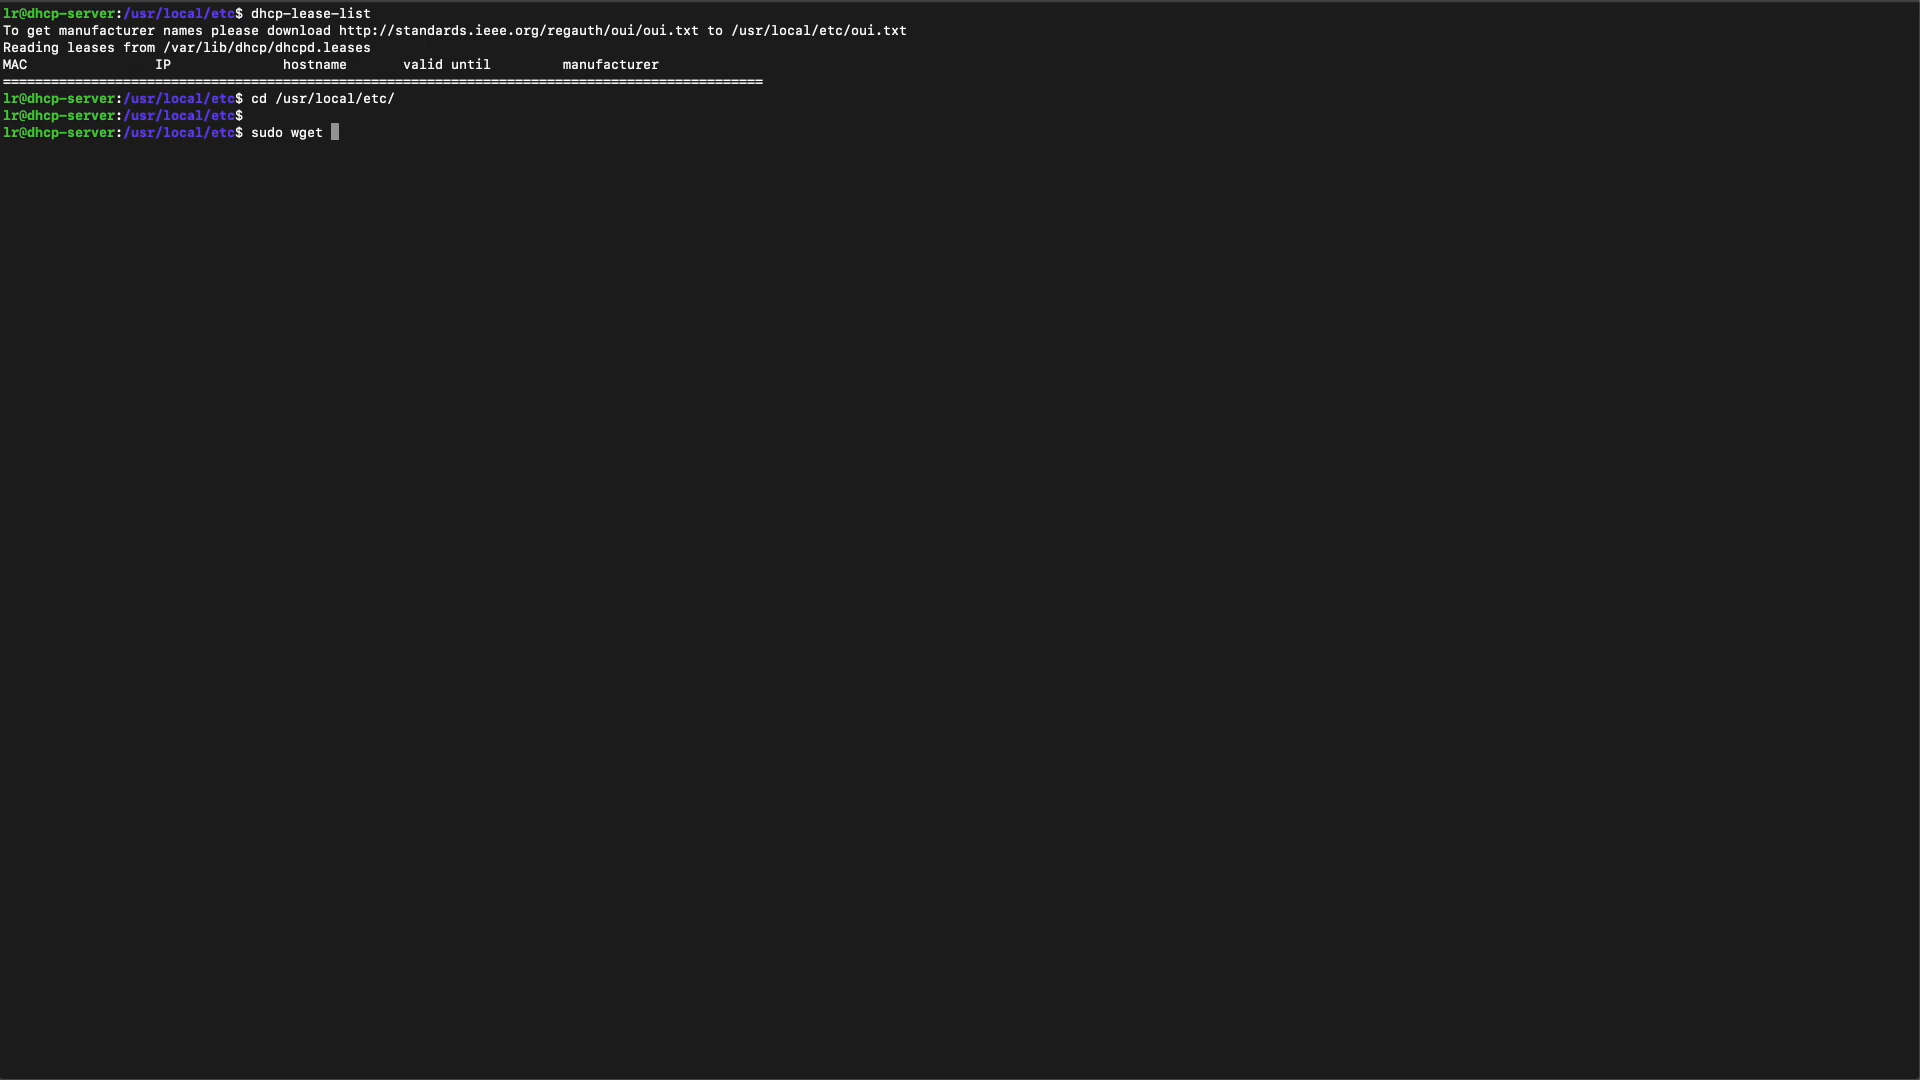 lr@dhcp-server:/usr/local/etc$ dhcp-lease-list
To get manufacturer names please download http://standards.ieee.org/regauth/oui/oui.txt to /usr/local/etc/oui.txt
Reading leases from /var/lib/dhcp/dhcpd.leases
MAC                IP              hostname       valid until         manufacturer
===============================================================================================
lr@dhcp-server:/usr/local/etc$ cd /usr/local/etc/
lr@dhcp-server:/usr/local/etc$
lr@dhcp-server:/usr/local/etc$ sudo wget